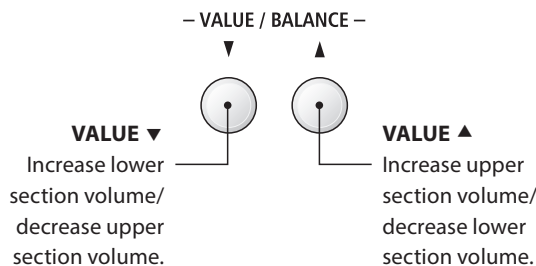 – VALUE / BALANCE –
▼ ▲
VALUE ▼
Increase lower
section volume/
decrease upper
section volume.
VALUE ▲
Increase upper
section volume/
decrease lower
section volume.